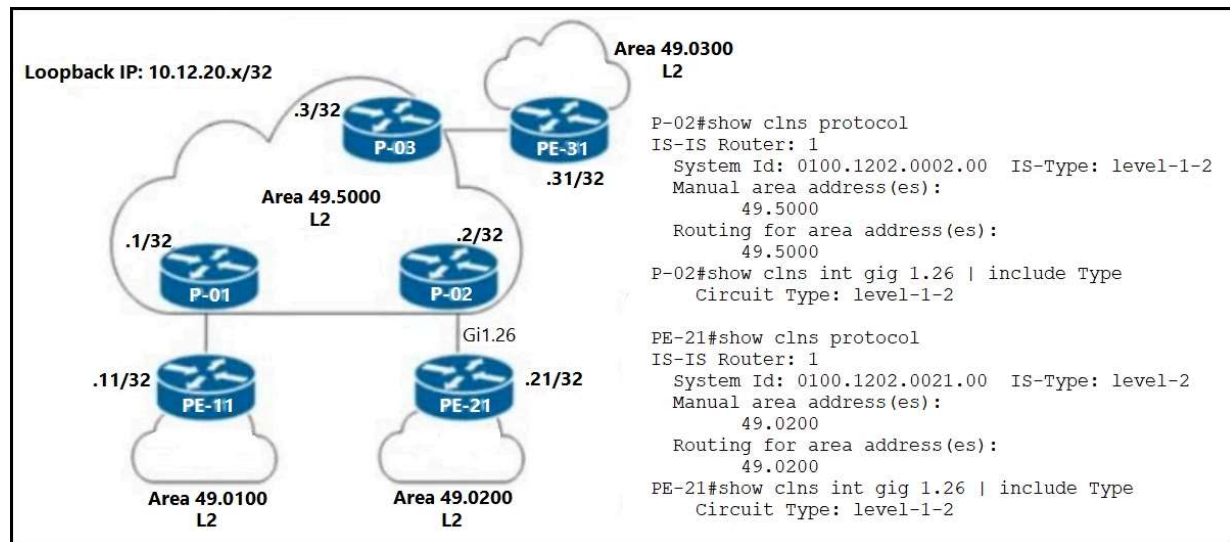 Loopback IP: 10.12.20.x/32
Area 49.0300
L2
.3/32
P-03
PE-31
.31/32
Area 49.5000
L2
.1/32
.2/32
P-01
P-02
Gi1.26
.11/32
PE-11
PE-21
.21/32
Area 49.0100
L2
Area 49.0200
L2
P-02#show clns protocol
IS-IS Router: 1
System Id: 0100.1202.0002.00 IS-Type: level-1-2
Manual area address(es):
49.5000
Routing for area address(es):
49.5000
P-02#show clns int gig 1.26 | include Type
Circuit Type: level-1-2
PE-21#show clns protocol
IS-IS Router: 1
System Id: 0100.1202.0021.00 IS-Type: level-2
Manual area address(es):
49.0200
Routing for area address(es):
49.0200
PE-21#show clns int gig 1.26 | include Type
Circuit Type: level-1-2